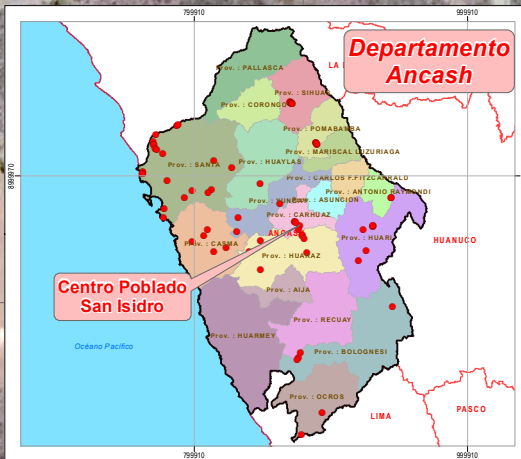 799910
999910
Departamento
Ancash
LA
Prov. : PALLASCA
Prov. : SIHUAS
Prov. : CORONGO
Prov. : POMABAMBA
Prov. : MARISCAL LUZURIAGA
Prov. : SANTA
Prov. : HUAYLAS
899970
899970
Prov. : CARLOS F.FITZCARRALD
Prov. : ANTONIO RAYMONDI
Prov. : YUNGAY
Prov. : ASUNCION
Prov. : CARHUAZ
ANCASH
Prov. : HUARI
HUANUCO
Prov. : CASMA
Prov. : HUARAZ
Centro Poblado
San Isidro
Prov. : AIJA
Prov. : RECUAY
Prov. : HUARMEY
Océano Pacífico
Prov. : BOLOGNESI
Prov. : OCROS
LIMA
PASCO
799910
999910